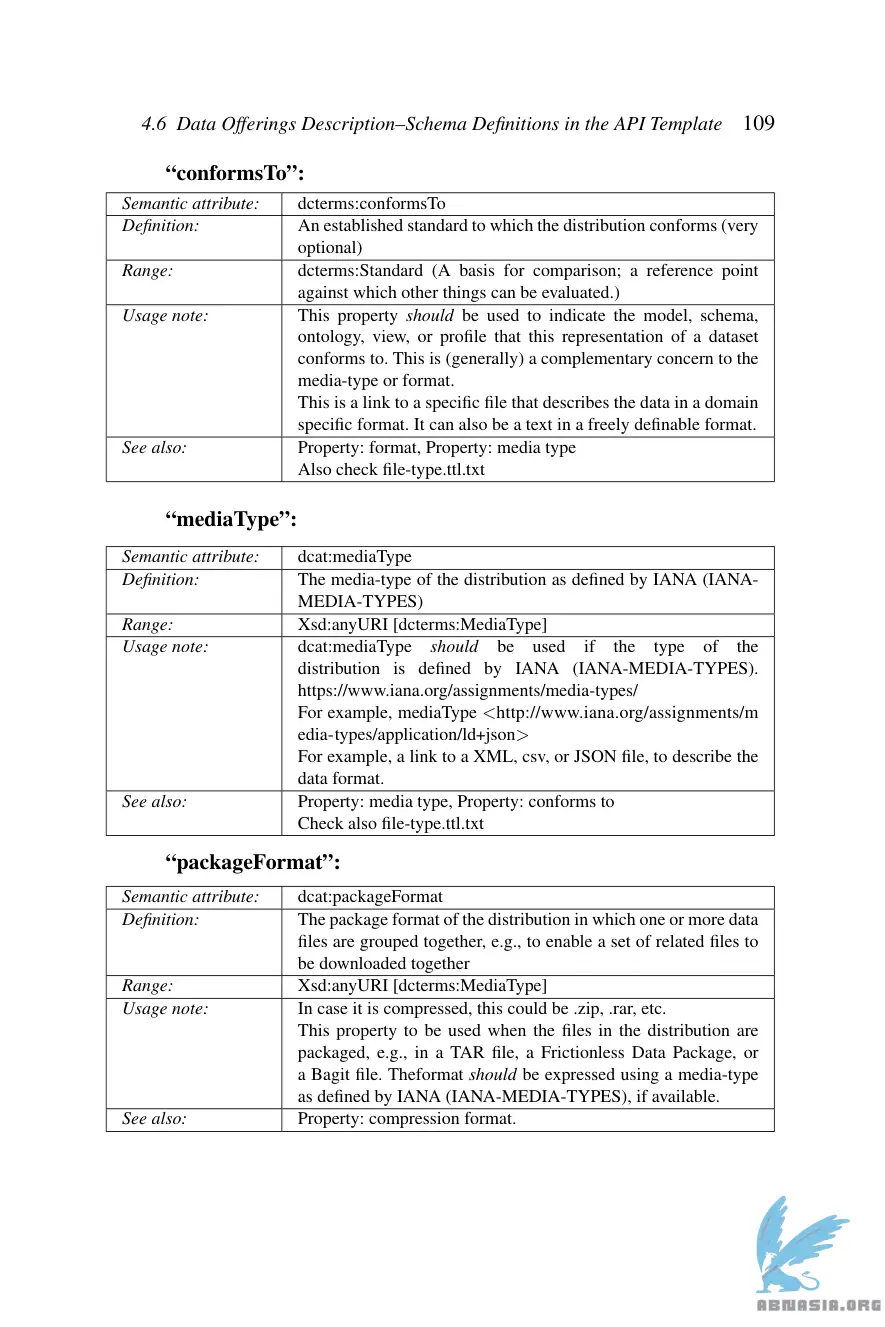 4.6 Data Offerings Description–Schema Definitions in the API Template 109
“conformsTo”:
Semantic attribute: dcterms:conformsTo
Definition: An established standard to which the distribution conforms (very
optional)
Range: dcterms:Standard (A basis for comparison; a reference point
against which other things can be evaluated.)
Usage note: This property should be used to indicate the model, schema,
ontology, view, or profile that this representation of a dataset
conforms to. This is (generally) a complementary concern to the
media-type or format.
This is a link to a specific file that describes the data in a domain
specific format. It can also be a text in a freely definable format.
See also: Property: format, Property: media type
Also check file-type.ttl.txt
“mediaType”:
Semantic attribute: dcat:mediaType
Definition: The media-type of the distribution as defined by IANA (IANA-
MEDIA-TYPES)
Range: Xsd:anyURI [dcterms:MediaType]
Usage note: dcat:mediaType should be used if the type of the
distribution is defined by IANA (IANA-MEDIA-TYPES).
https://www.iana.org/assignments/media-types/
For example, mediaType <http://www.iana.org/assignments/m
edia-types/application/ld+json>
For example, a link to a XML, csv, or JSON file, to describe the
data format.
See also: Property: media type, Property: conforms to
Check also file-type.ttl.txt
“packageFormat”:
Semantic attribute: dcat:packageFormat
Definition: The package format of the distribution in which one or more data
files are grouped together, e.g., to enable a set of related files to
be downloaded together
Range: Xsd:anyURI [dcterms:MediaType]
Usage note: In case it is compressed, this could be .zip, .rar, etc.
This property to be used when the files in the distribution are
packaged, e.g., in a TAR file, a Frictionless Data Package, or
a Bagit file. Theformat should be expressed using a media-type
as defined by IANA (IANA-MEDIA-TYPES), if available.
See also: Property: compression format.
ABNASIA.ORG